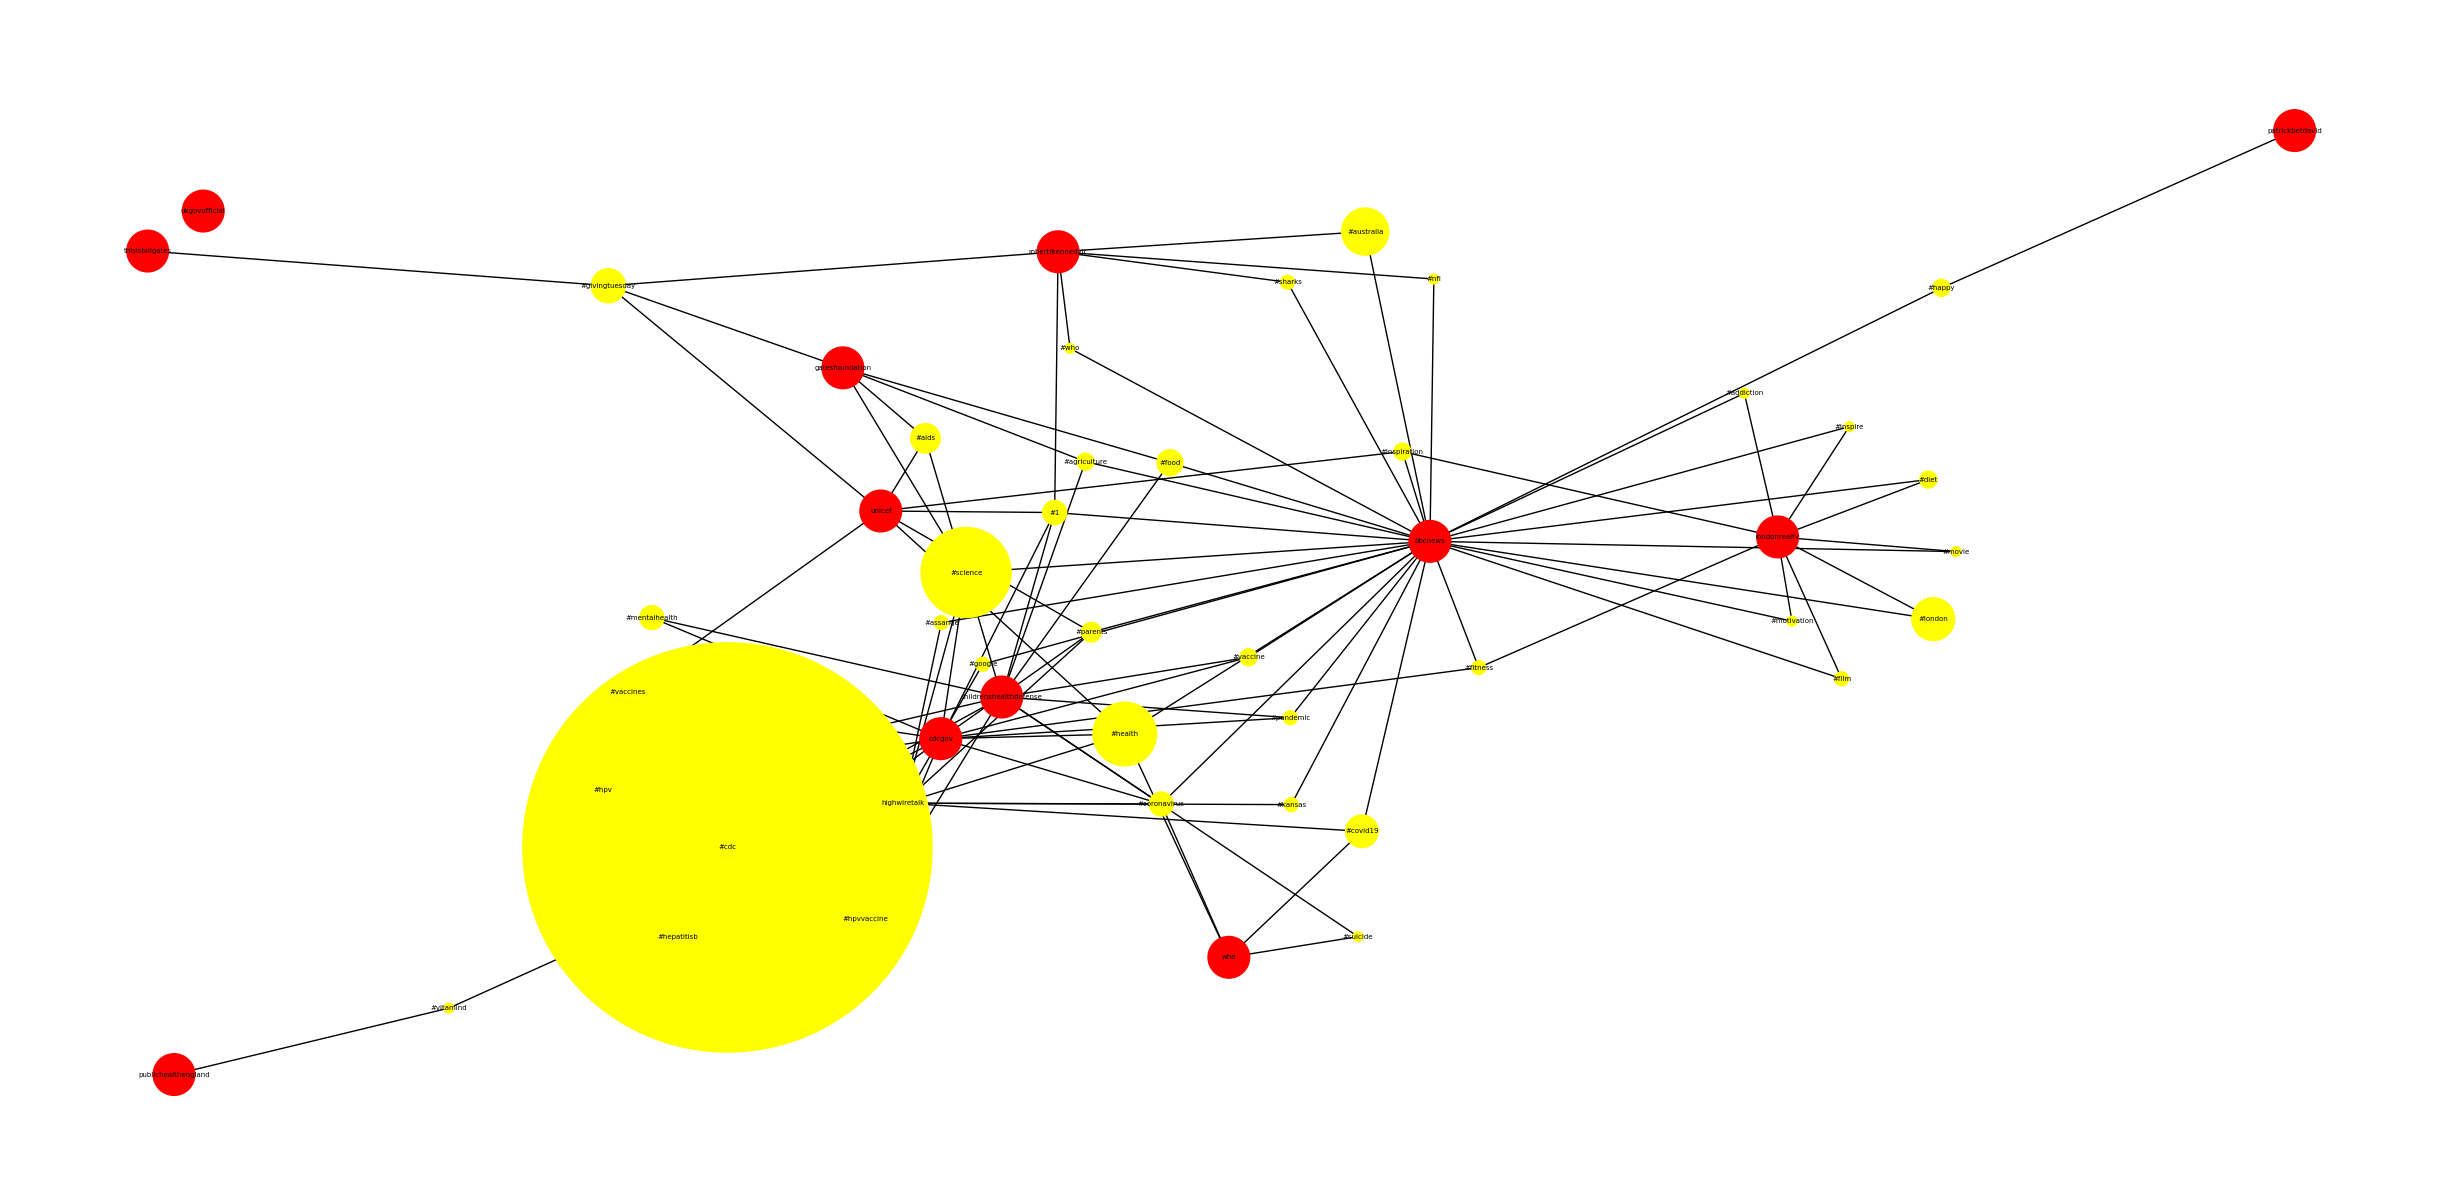 patrickbetdavid
ukgovofficial
#australia
thisisbillgates
robertfkennedyjr
#nfl
#sharks
#givingtuesday
#happy
#who
gatesfoundation
#addiction
#inspire
#aids
#inspiration
#agriculture
#food
#diet
unicef
#1
londonreality
bbcnews
#movie
#science
#mentalhealth
#london
#motivation
#assange
#parents
#vaccine
#google
#fitness
#film
#vaccines
childrenshealthdefense
#pandemic
#health
cdcgov
#hpv
highwiretalk
#coronavirus
#kansas
#covid19
#cdc
#hpvvaccine
#hepatitisb
#suicide
who
#vitamind
publichealthengland